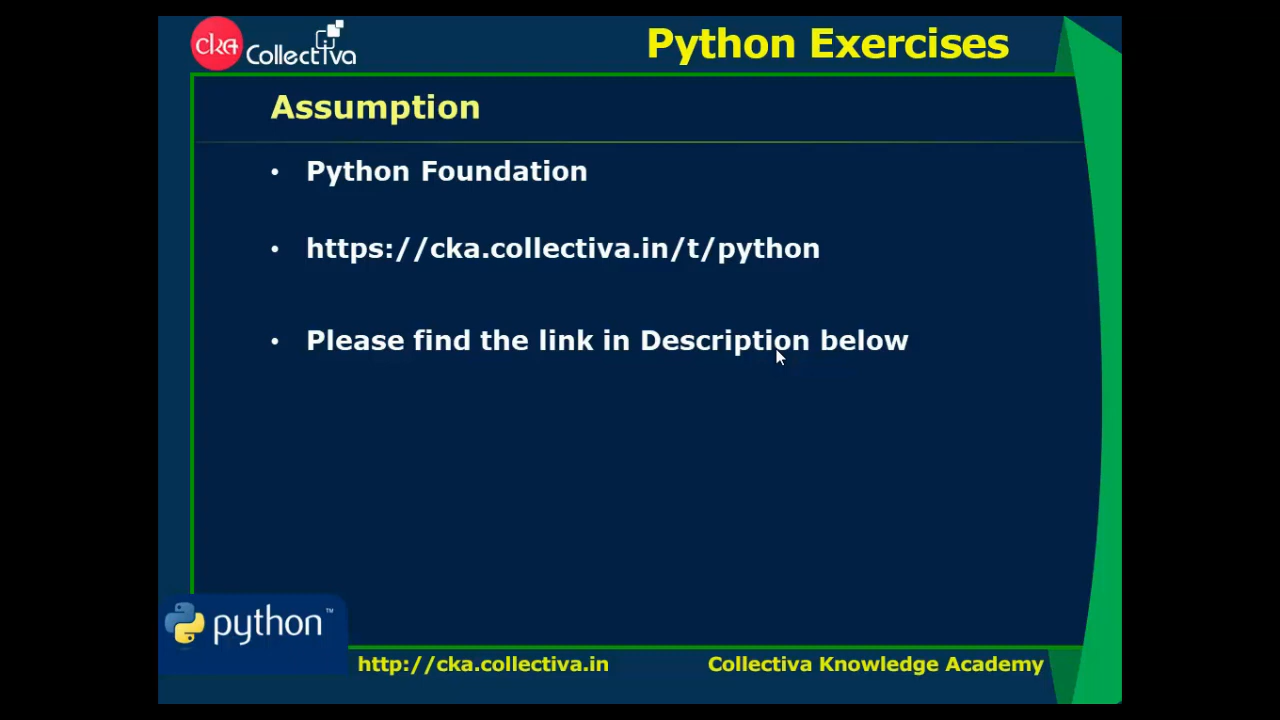 cka Collectiva
Python Exercises
Assumption
• Python Foundation
• https://cka.collectiva.in/t/python
• Please find the link in Description below
python™
http://cka.collectiva.in
Collectiva Knowledge Academy